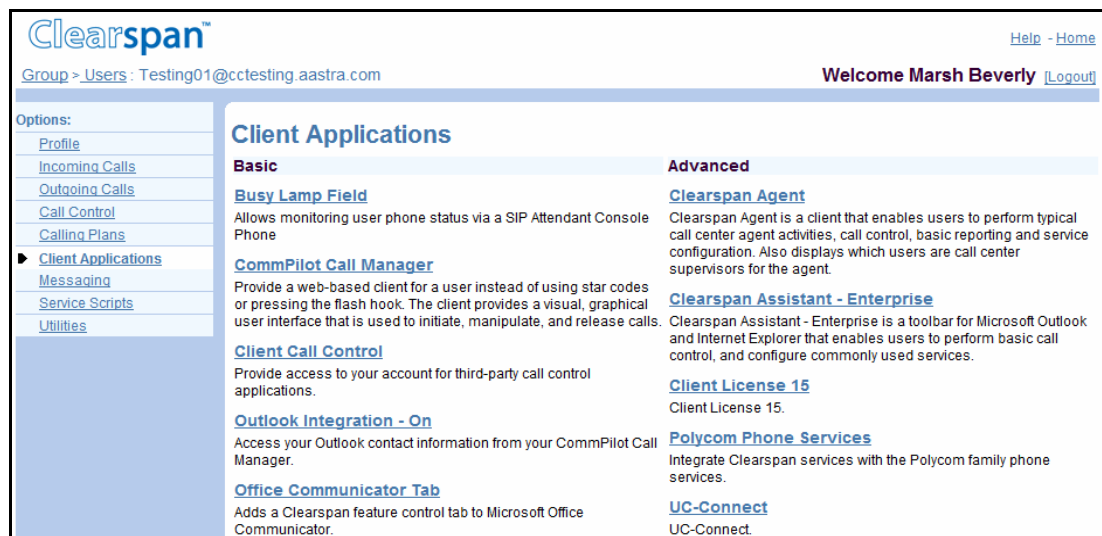 Clearspan™
Help - Home
Group > Users : Testing01@cctesting.aastra.com
Welcome Marsh Beverly [Logout]
Options:
Profile
Incoming Calls
Outgoing Calls
Call Control
Calling Plans
Client Applications
Messaging
Service Scripts
Utilities
Client Applications
Basic
Busy Lamp Field
Allows monitoring user phone status via a SIP Attendant Console
Phone
CommPilot Call Manager
Provide a web-based client for a user instead of using star codes
or pressing the flash hook. The client provides a visual, graphical
user interface that is used to initiate, manipulate, and release calls.
Client Call Control
Provide access to your account for third-party call control
applications.
Outlook Integration - On
Access your Outlook contact information from your CommPilot Call
Manager.
Office Communicator Tab
Adds a Clearspan feature control tab to Microsoft Office
Communicator.
Advanced
Clearspan Agent
Clearspan Agent is a client that enables users to perform typical
call center agent activities, call control, basic reporting and service
configuration. Also displays which users are call center
supervisors for the agent.
Clearspan Assistant - Enterprise
Clearspan Assistant - Enterprise is a toolbar for Microsoft Outlook
and Internet Explorer that enables users to perform basic call
control, and configure commonly used services.
Client License 15
Client License 15.
Polycom Phone Services
Integrate Clearspan services with the Polycom family phone
services.
UC-Connect
UC-Connect.